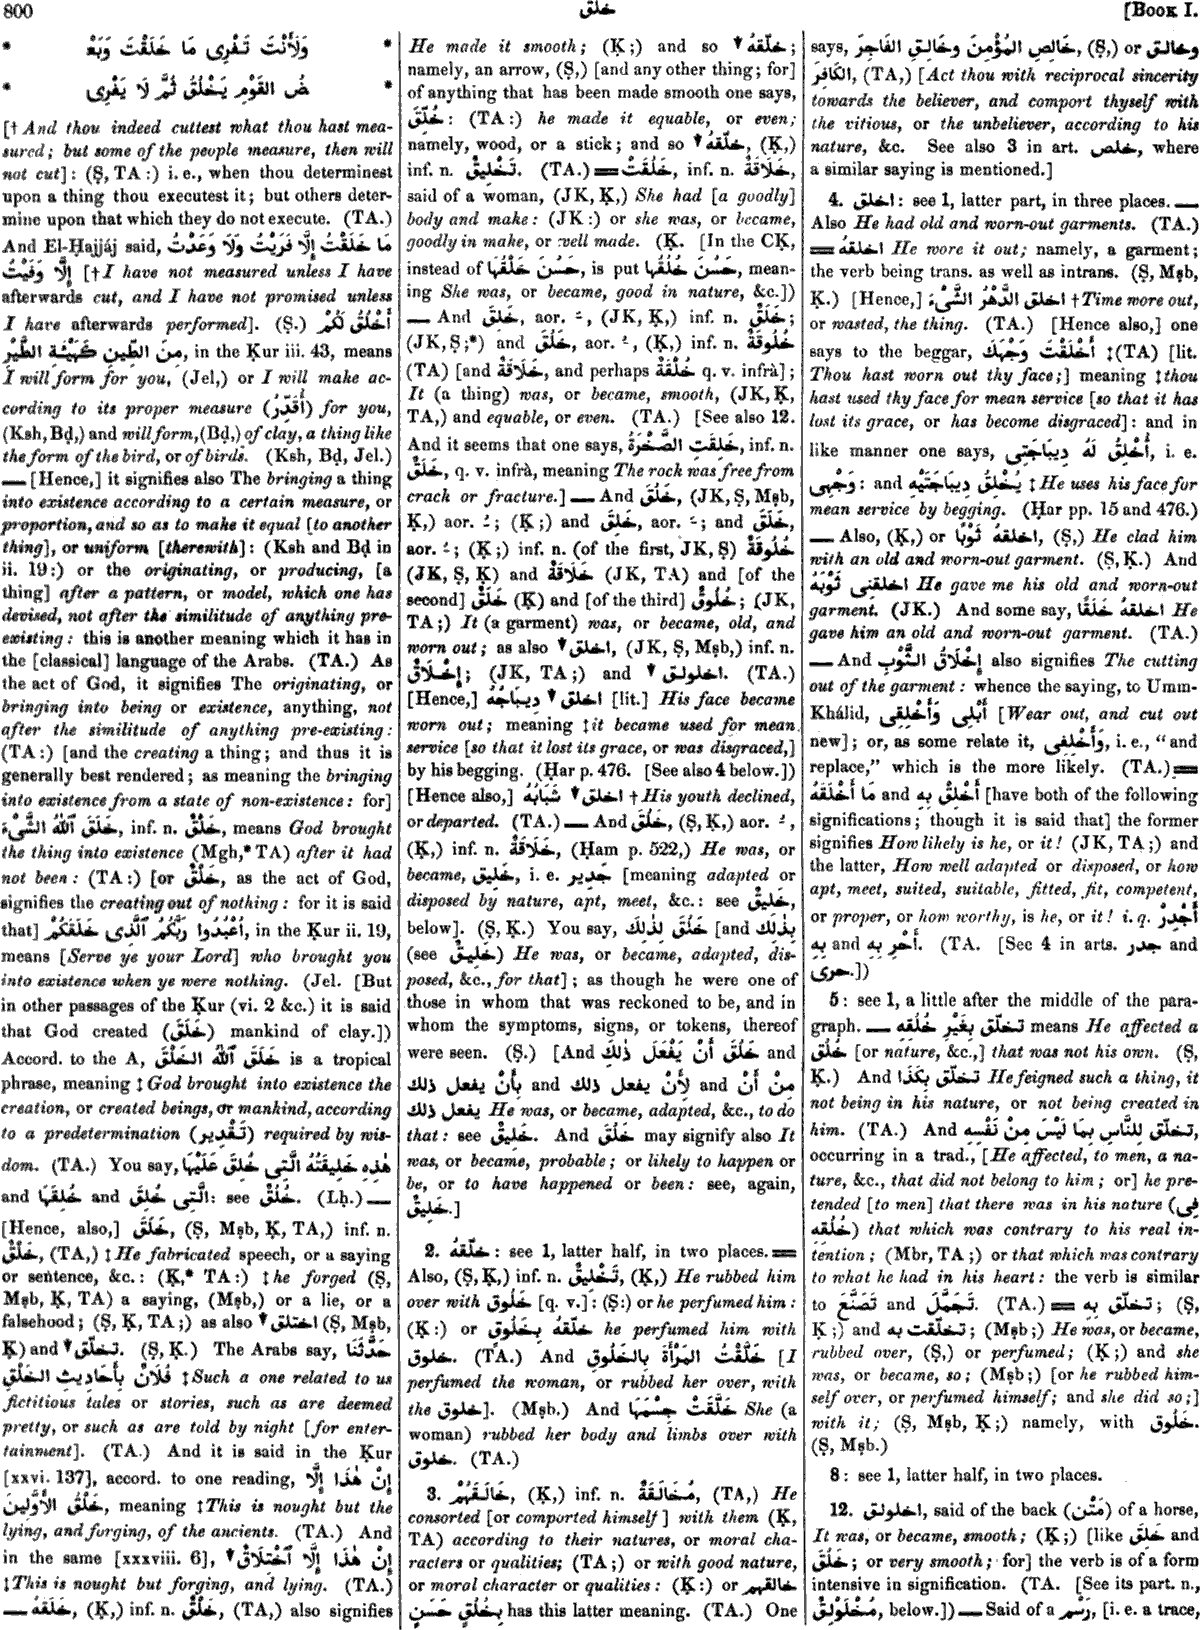 800
خلق
[BOOK I.
* وَلَأَنْتَ تَفْرِى مَا خَلَقْتَ وَبَعْ *
* ضُ القَوْمِ يَخْلُقُ ثُمَّ لَا يَفْرِى *
[† And thou indeed cuttest what thou hast mea-
sured; but some of the people measure, then will
not cut]: (Ṣ, TA:) i. e., when thou determinest
upon a thing thou executest it; but others deter-
mine upon that which they do not execute. (TA.)
And El-Ḥajjáj said, مَا خَلَقْتُ إِلَّا فَرَيْتُ وَلَا وَعَدْتُ
إِلَّا وَفَيْتُ [† I have not measured unless I have
afterwards cut, and I have not promised unless
I have afterwards performed]. (Ṣ.) أَخْلُقُ لَكُمْ
مِنَ الطِّينِ كَهَيْئَةِ الطَّيْرِ, in the Ḳur iii. 43, means
I will form for you, (Jel,) or I will make ac-
cording to its proper measure (أُقَدِّرُ) for you,
(Ksh, Bḍ,) and will form, (Bḍ,) of clay, a thing like
the form of the bird, or of birds. (Ksh, Bḍ, Jel.)
— [Hence,] it signifies also The bringing a thing
into existence according to a certain measure, or
proportion, and so as to make it equal [to another
thing], or uniform [therewith]: (Ksh and Bḍ in
ii. 19:) or the originating, or producing, [a
thing] after a pattern, or model, which one has
devised, not after the similitude of anything pre-
existing: this is another meaning which it has in
the [classical] language of the Arabs. (TA.) As
the act of God, it signifies The originating, or
bringing into being or existence, anything, not
after the similitude of anything pre-existing:
(TA:) [and the creating a thing; and thus it is
generally best rendered; as meaning the bringing
into existence from a state of non-existence: for]
خَلَقَ ٱللّٰهُ الشَّىْءَ, inf. n. خَلْقٌ, means God brought
the thing into existence (Mgh,* TA) after it had
not been: (TA:) [or خَلْقٌ, as the act of God,
signifies the creating out of nothing: for it is said
that] اُعْبُدُوا رَبَّكُمُ ٱلَّذِى خَلَقَكُمْ, in the Ḳur ii. 19,
means [Serve ye your Lord] who brought you
into existence when ye were nothing. (Jel. [But
in other passages of the Ḳur (vi. 2 &c.) it is said
that God created (خَلَقَ) mankind of clay.])
Accord. to the A, خَلَقَ ٱللّٰهُ الخَلْقَ is a tropical
phrase, meaning ‡ God brought into existence the
creation, or created beings, or mankind, according
to a predetermination (تَقْدِير) required by wis-
dom. (TA.) You say, هٰذِهِ خَلِيقَتُهُ الَّتِى خُلِقَ عَلَيْهَا
and خُلِقَهَا and الَّتِى خُلِقَ: see خُلُقٌ. (Lḥ.) —
[Hence, also,] خَلَقَ, (Ṣ, Mṣb, Ḳ, TA,) inf. n.
خَلْقٌ, (TA,) ‡ He fabricated speech, or a saying
or sentence, &c.: (Ḳ,* TA:) ‡ he forged (Ṣ,
Mṣb, Ḳ, TA) a saying, (Mṣb,) or a lie, or a
falsehood; (Ṣ, Ḳ, TA;) as also ▼ اختلق (Ṣ, Mṣb,
Ḳ) and ▼ تخلّق. (Ṣ, Ḳ.) The Arabs say, حَدَّثَنَا
فُلَانٌ بِأَحَادِيثِ الخَلْقِ ‡ Such a one related to us
fictitious tales or stories, such as are deemed
pretty, or such as are told by night [for enter-
tainment]. (TA.) And it is said in the Ḳur
[xxvi. 137], accord. to one reading, إِنْ هٰذَا إِلَّا
خَلْقُ الأَوَّلِينَ, meaning ‡ This is nought but the
lying, and forging, of the ancients. (TA.) And
in the same [xxxviii. 6], ▼ إِنْ هٰذَا إِلَّا ٱخْتِلَاقٌ
‡ This is nought but forging, and lying. (TA.)
— خَلَقَهُ, (Ḳ,) inf. n. خَلْقٌ, (TA,) also signifies
He made it smooth; (Ḳ;) and so ▼ خلّقهُ;
namely, an arrow, (Ṣ,) [and any other thing; for]
of anything that has been made smooth one says,
خُلِّقَ: (TA:) he made it equable, or even;
namely, wood, or a stick; and so ▼ خلّقهُ, (Ḳ,)
inf. n. تَخْلِيقٌ. (TA.) = خَلُقَتْ, inf. n. خَلَاقَةٌ,
said of a woman, (JK, Ḳ,) She had [a goodly]
body and make: (JK:) or she was, or became,
goodly in make, or well made. (Ḳ. [In the CḲ,
instead of حَسُنَ خَلْقُهَا, is put حَسُنَ خُلُقُهَا, mean-
ing She was, or became, good in nature, &c.])
— And خَلِقَ, aor. ـَ, (JK, Ḳ,) inf. n. خَلَقٌ;
(JK, Ṣ;*) and خَلُقَ, aor. ـُ, (Ḳ,) inf. n. خُلُوقَةٌ
(TA) [and خَلَاقَةٌ, and perhaps خُلْقَةٌ q. v. infrà];
It (a thing) was, or became, smooth, (JK, Ḳ,
TA,) and equable, or even. (TA.) [See also 12.
And it seems that one says, خَلِقَتِ الصَّخْرَةُ, inf. n.
خَلَقٌ, q. v. infrà, meaning The rock was free from
crack or fracture.] — And خَلُقَ, (JK, Ṣ, Mṣb,
Ḳ,) aor. ـُ; (Ḳ;) and خَلِقَ, aor. ـَ; and خَلَقَ,
aor. ـُ; (Ḳ;) inf. n. (of the first, JK, Ṣ) خُلُوقَةٌ
(JK, Ṣ, Ḳ) and خَلَاقَةٌ (JK, TA) and [of the
second] خَلَقٌ (Ḳ) and [of the third] خُلُوقٌ; (JK,
TA;) It (a garment) was, or became, old, and
worn out; as also ▼ اخلق, (JK, Ṣ, Mṣb,) inf. n.
إِخْلَاقٌ; (JK, TA;) and ▼ اخلولق. (TA.)
[Hence,] ▼ اخلق دِيبَاجُهُ [lit.] His face became
worn out; meaning ‡ it became used for mean
service [so that it lost its grace, or was disgraced,]
by his begging. (Ḥar p. 476. [See also 4 below.])
[Hence also,] ▼ اخلق شَبَابُهُ † His youth declined,
or departed. (TA.) — And خَلُقَ, (Ṣ, Ḳ,) aor. ـُ,
(Ḳ,) inf. n. خَلَاقَةٌ, (Ḥam p. 522,) He was, or
became, خَلِيق, i. e. جَدِير [meaning adapted or
disposed by nature, apt, meet, &c.: see خَلِيقٌ,
below]. (Ṣ, Ḳ.) You say, خَلُقَ لِذٰلِكَ [and بِذٰلِكَ
(see خَلِيقٌ) He was, or became, adapted, dis-
posed, &c., for that]; as though he were one of
those in whom that was reckoned to be, and in
whom the symptoms, signs, or tokens, thereof
were seen. (Ṣ.) [And خَلُقَ أَنْ يَفْعَلَ ذٰلِكَ and
بِأَنْ يفعل ذلك and لِأَنْ يفعل ذلك and مِنْ أَنْ
يفعل ذلك He was, or became, adapted, &c., to do
that: see خَلِيقٌ. And خَلُقَ may signify also It
was, or became, probable; or likely to happen or
be, or to have happened or been: see, again,
خَلِيقٌ.]
2. خلّقهُ: see 1, latter half, in two places. =
Also, (Ṣ, Ḳ,) inf. n. تَخْلِيقٌ, (Ḳ,) He rubbed him
over with خَلُوق [q. v.]: (Ṣ:) or he perfumed him:
(Ḳ:) or خلّقهُ بِخَلُوقٍ he perfumed him with
خلوق. (TA.) And خَلَّقْتُ المَرْأَةَ بِالخَلُوقِ [I
perfumed the woman, or rubbed her over, with
the خلوق]. (Mṣb.) And خَلَّقَتْ جِسْمَهَا She (a
woman) rubbed her body and limbs over with
خلوق. (TA.)
3. خَالَقَهُمْ, (Ḳ,) inf. n. مُخَالَقَةٌ, (TA,) He
consorted [or comported himself] with them (Ḳ,
TA) according to their natures, or moral cha-
racters or qualities; (TA;) or with good nature,
or moral character or qualities: (Ḳ:) or خالقهم
بِخُلُقٍ حَسَنٍ has this latter meaning. (TA.) One
says, خَالِصِ المُؤْمِنَ وَخَالِقِ الفَاجِرَ, (Ṣ,) or وخالق
الكَافِرَ, (TA,) [Act thou with reciprocal sincerity
towards the believer, and comport thyself with
the vitious, or the unbeliever, according to his
nature, &c. See also 3 in art. خلص, where
a similar saying is mentioned.]
4. اخلق: see 1, latter part, in three places. —
Also He had old and worn-out garments. (TA.)
= اخلقهُ He wore it out; namely, a garment;
the verb being trans. as well as intrans. (Ṣ, Mṣb,
Ḳ.) [Hence,] اخلق الدَّهْرُ الشَّىْءَ † Time wore out,
or wasted, the thing. (TA.) [Hence also,] one
says to the beggar, أَخْلَقْتَ وَجْهَكَ ‡ (TA) [lit.
Thou hast worn out thy face;] meaning ‡ thou
hast used thy face for mean service [so that it has
lost its grace, or has become disgraced]: and in
like manner one says, أُخْلِقُ لَهُ دِيبَاجَتِى, i. e.
وَجْهِى: and يُخْلِقُ دِيبَاجَتَيْهِ ‡ He uses his face for
mean service by begging. (Ḥar pp. 15 and 476.)
— Also, (Ḳ,) or اخلقهُ ثَوْبًا, (Ṣ,) He clad him
with an old and worn-out garment. (Ṣ, Ḳ.) And
اخلقنِى ثَوْبَهُ He gave me his old and worn-out
garment. (JK.) And some say, اخلقهُ خَلَقًا He
gave him an old and worn-out garment. (TA.)
— And إِخْلَاقُ الثَّوْبِ also signifies The cutting
out of the garment: whence the saying, to Umm-
Khálid, أَبْلِى وَأَخْلِقِى [Wear out, and cut out
new]; or, as some relate it, وَأَخْلِفِى, i. e., "and
replace," which is the more likely. (TA.) =
مَا أَخْلَقَهُ and أَخْلِقْ بِهِ [have both of the following
significations; though it is said that] the former
signifies How likely is he, or it! (JK, TA;) and
the latter, How well adapted or disposed, or how
apt, meet, suited, suitable, fitted, fit, competent,
or proper, or how worthy, is he, or it! i. q. أَجْدِرْ
بِهِ and أَحْرِ بِهِ. (TA. [See 4 in arts. جدر and
حرى.])
5: see 1, a little after the middle of the para-
graph. — تخلّق بِغَيْرِ خُلُقِهِ means He affected a
خُلُق [or nature, &c.,] that was not his own. (Ṣ,
Ḳ.) And تخلّق بِكَذَا He feigned such a thing, it
not being in his nature, or not being created in
him. (TA.) And تخلّق لِلنَّاسِ بِمَا لَيْسَ مِنْ نَفْسِهِ,
occurring in a trad., [He affected, to men, a na-
ture, &c., that did not belong to him; or] he pre-
tended [to men] that there was in his nature (فِى
خُلُقِهِ) that which was contrary to his real in-
tention; (Mbr, TA;) or that which was contrary
to what he had in his heart: the verb is similar
to تَصَنَّعَ and تَجَمَّلَ. (TA.) = تخلّق بِهِ; (Ṣ,
Ḳ;) and تخلّقت به; (Mṣb;) He was, or became,
rubbed over, (Ṣ,) or perfumed; (Ḳ;) and she
was, or became, so; (Mṣb;) [or he rubbed him-
self over, or perfumed himself; and she did so;]
with it; (Ṣ, Mṣb, Ḳ;) namely, with خَلُوق.
(Ṣ, Mṣb.)
8: see 1, latter half, in two places.
12. اخلولق, said of the back (مَتْن) of a horse,
It was, or became, smooth; (Ḳ;) [like خَلِقَ and
خَلُقَ; or very smooth; for] the verb is of a form
intensive in signification. (TA. [See its part. n.,
مُخْلَوْلِقٌ, below.]) — Said of a رَسْم, [i. e. a trace,